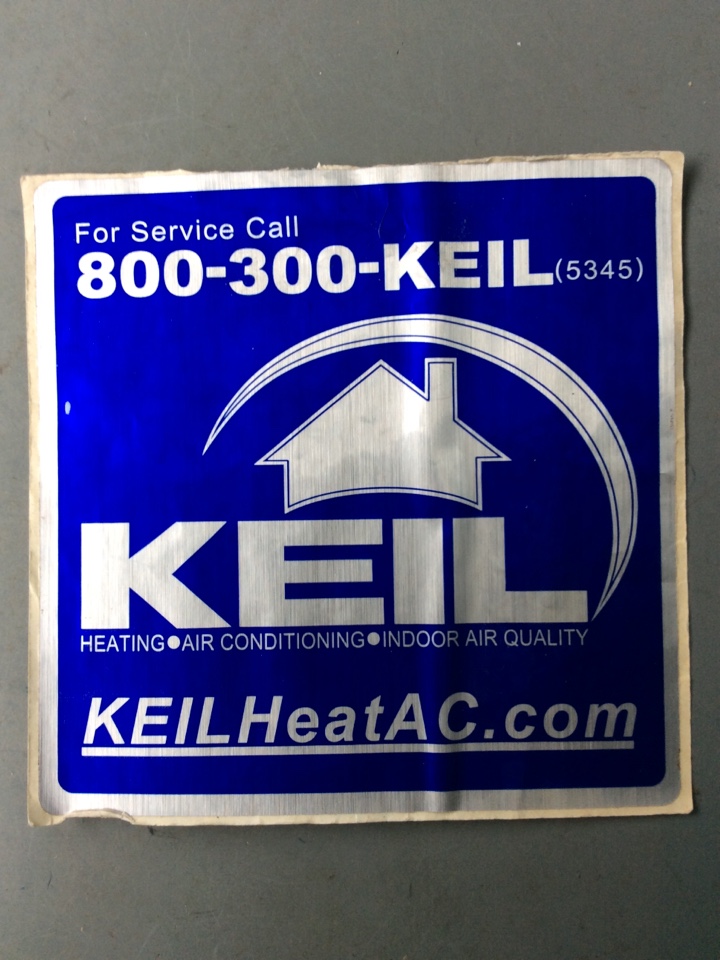 For Service Call
800-300-KEIL(5345)
KEIL
HEATING●AIR CONDITIONING●INDOOR AIR QUALITY
KEILHeatAC.com